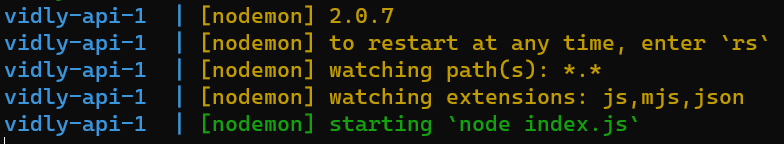 vidly-api-1  | [nodemon] 2.0.7
vidly-api-1  | [nodemon] to restart at any time, enter `rs`
vidly-api-1  | [nodemon] watching path(s): *.*
vidly-api-1  | [nodemon] watching extensions: js,mjs,json
vidly-api-1  | [nodemon] starting `node index.js`